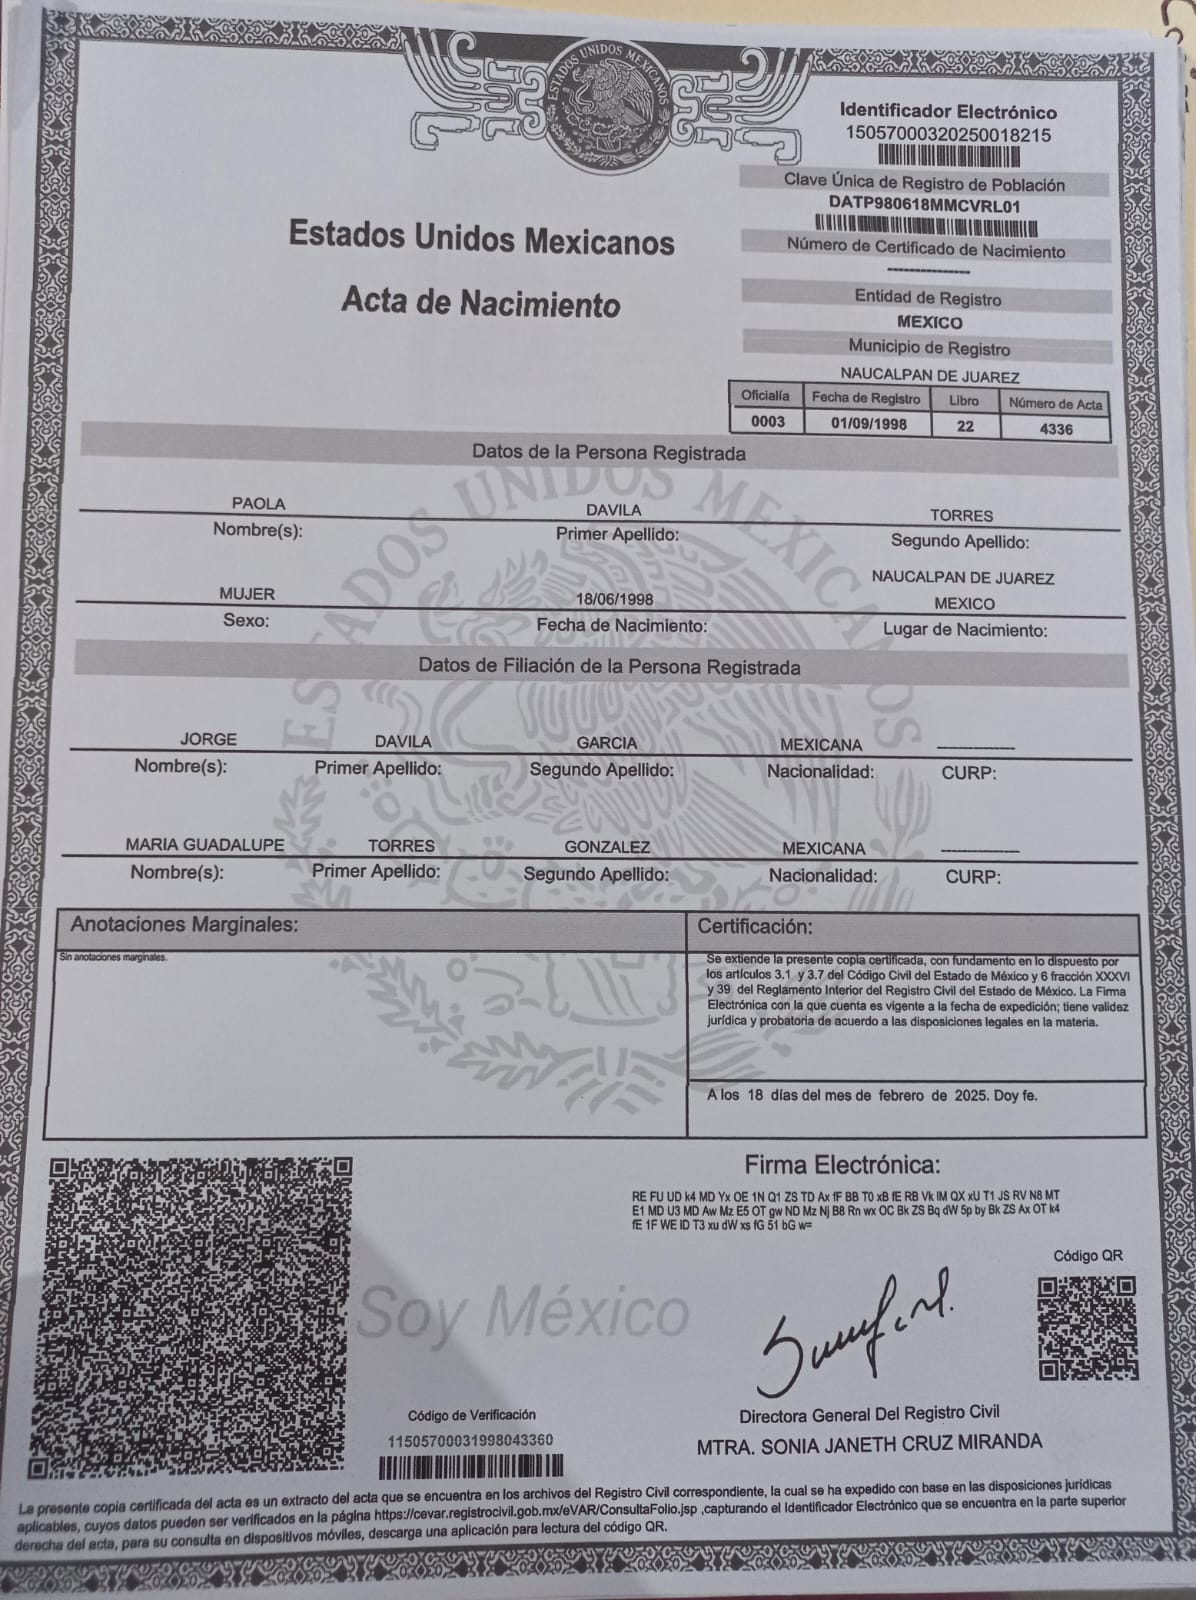 ESTADOS UNIDOS MEXICANOS
Identificador Electrónico
15057000320250018215
Clave Única de Registro de Población
DATP980618MMCVRL01
Número de Certificado de Nacimiento
---------------
Estados Unidos Mexicanos
Acta de Nacimiento
Entidad de Registro
MEXICO
Municipio de Registro
NAUCALPAN DE JUAREZ
Oficialía Fecha de Registro Libro Número de Acta
0003 01/09/1998 22 4336
Datos de la Persona Registrada
PAOLA DAVILA TORRES
Nombre(s): Primer Apellido: Segundo Apellido:
NAUCALPAN DE JUAREZ
MUJER 18/06/1998 MEXICO
Sexo: Fecha de Nacimiento: Lugar de Nacimiento:
Datos de Filiación de la Persona Registrada
JORGE DAVILA GARCIA MEXICANA ---------------
Nombre(s): Primer Apellido: Segundo Apellido: Nacionalidad: CURP:
MARIA GUADALUPE TORRES GONZALEZ MEXICANA ---------------
Nombre(s): Primer Apellido: Segundo Apellido: Nacionalidad: CURP:
ESTADOS UNIDOS MEXICANOS
Anotaciones Marginales:
Sin anotaciones marginales.
Certificación:
Se extiende la presente copia certificada, con fundamento en lo dispuesto por
los artículos 3.1 y 3.7 del Código Civil del Estado de México y 6 fracción XXXVI
y 39 del Reglamento Interior del Registro Civil del Estado de México. La Firma
Electrónica con la que cuenta es vigente a la fecha de expedición; tiene validez
jurídica y probatoria de acuerdo a las disposiciones legales en la materia.
A los 18 días del mes de febrero de 2025. Doy fe.
Firma Electrónica:
RE FU UD k4 MD Yx OE 1N Q1 ZS TD Ax fF BB T0 xB fE RB Vk lM QX xU T1 JS RV N8 MT
E1 MD U3 MD Aw Mz E5 OT gw ND Mz Nj B8 Rn wx OC Bk ZS Bq dW 5p by Bk ZS Ax OT k4
fE 1F WE lD T3 xu dW xs fG 51 bG w=
Código QR
Soy México
Código de Verificación
11505700031998043360
Directora General Del Registro Civil
MTRA. SONIA JANETH CRUZ MIRANDA
La presente copia certificada del acta es un extracto del acta que se encuentra en los archivos del Registro Civil correspondiente, la cual se ha expedido con base en las disposiciones jurídicas
aplicables, cuyos datos pueden ser verificados en la página https://cevar.registrocivil.gob.mx/eVAR/ConsultaFolio.jsp ,capturando el Identificador Electrónico que se encuentra en la parte superior
derecha del acta, para su consulta en dispositivos móviles, descarga una aplicación para lectura del código QR.